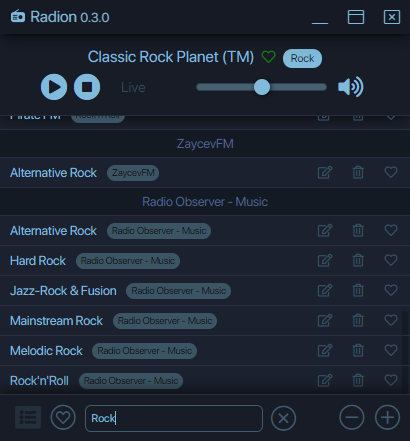 Radion 0.3.0
Classic Rock Planet (TM) Rock
Live
Pirate FM
ZaycevFM
Alternative Rock ZaycevFM
Radio Observer - Music
Alternative Rock Radio Observer - Music
Hard Rock Radio Observer - Music
Jazz-Rock & Fusion Radio Observer - Music
Mainstream Rock Radio Observer - Music
Melodic Rock Radio Observer - Music
Rock'n'Roll Radio Observer - Music
Rock